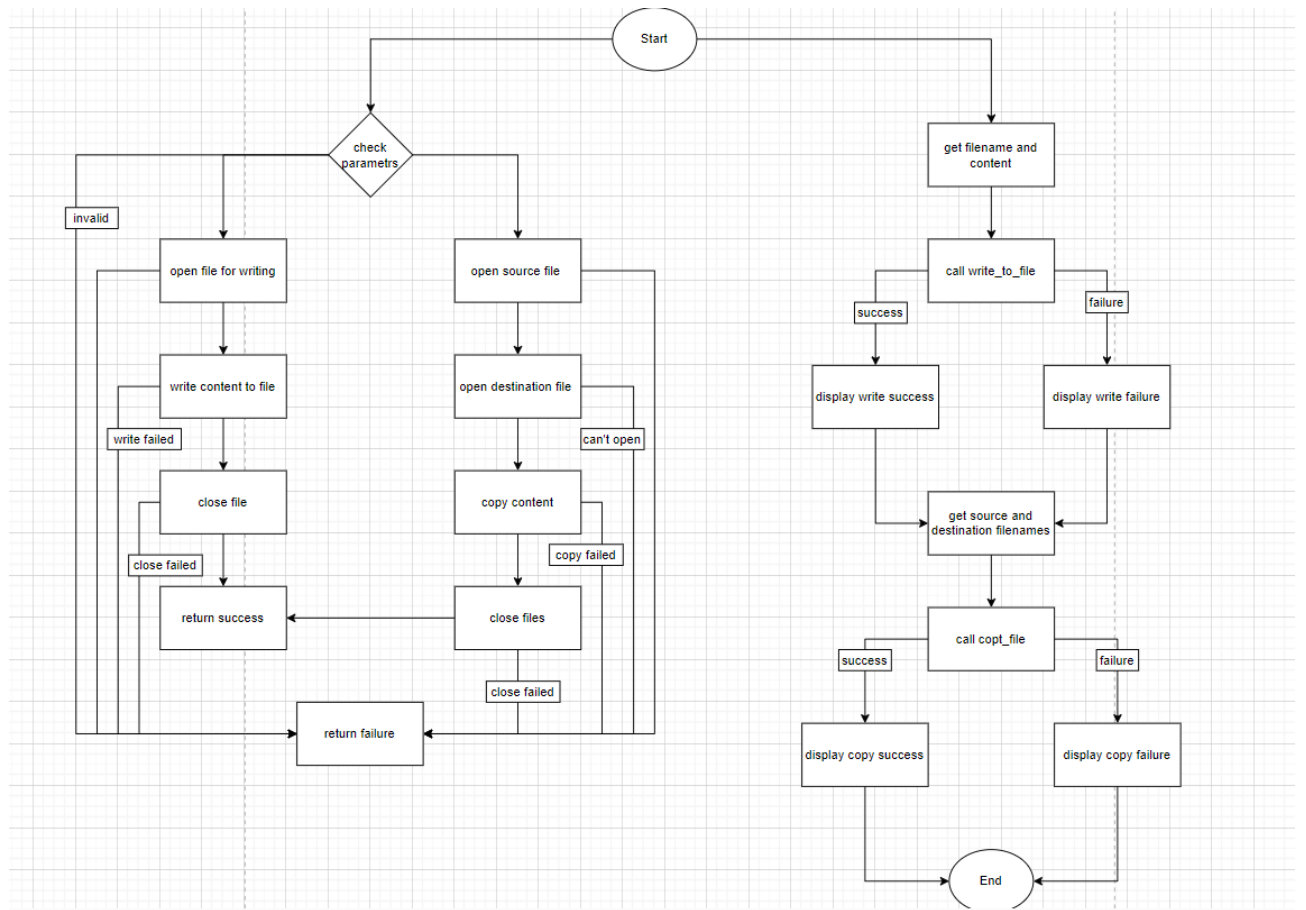 Start
check
parametrs
get filename and
content
invalid
open file for writing
open source file
call write_to_file
success
failure
write content to file
open destination file
display write success
display write failure
write failed
can't open
close file
copy content
get source and
destination filenames
close failed
copy failed
return success
close files
call copt_file
success
failure
close failed
return failure
display copy success
display copy failure
End